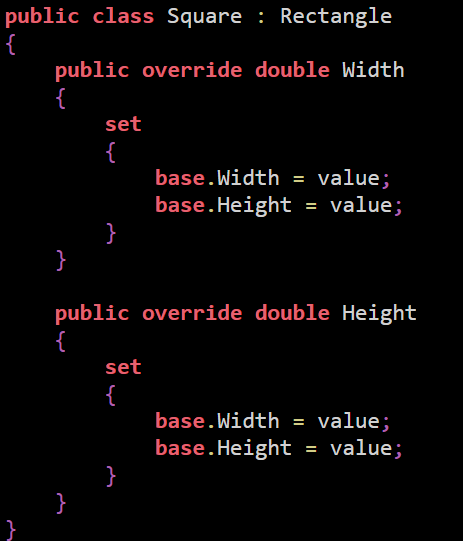 public class Square : Rectangle
{
    public override double Width
    {
        set
        {
            base.Width = value;
            base.Height = value;
        }
    }

    public override double Height
    {
        set
        {
            base.Width = value;
            base.Height = value;
        }
    }
}